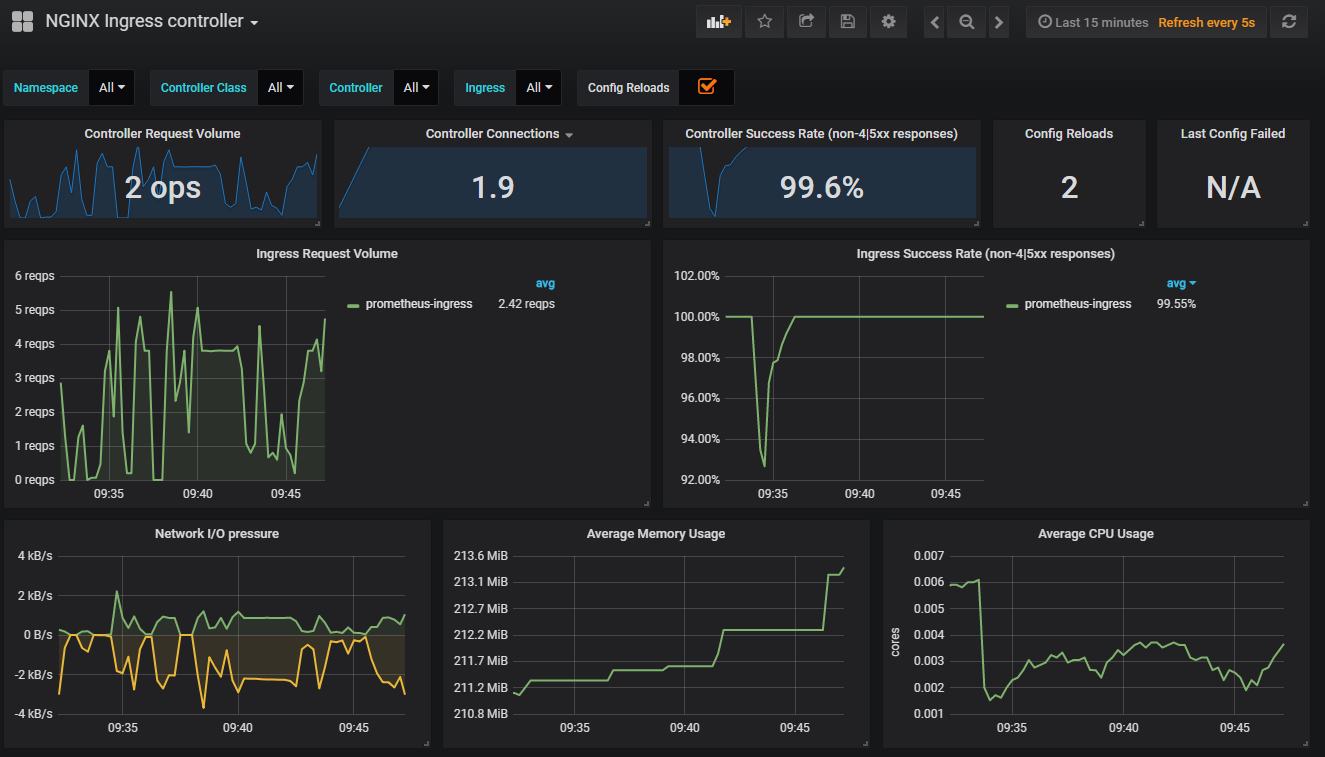 NGINX Ingress controller
Last 15 minutes Refresh every 5s
Namespace All Controller Class All Controller All Ingress All Config Reloads
Controller Request Volume
2 ops
Controller Connections
1.9
Controller Success Rate (non-4|5xx responses)
99.6%
Config Reloads
2
Last Config Failed
N/A
Ingress Request Volume
6 reqps
5 reqps
4 reqps
3 reqps
2 reqps
1 reqps
0 reqps
09:35 09:40 09:45
avg
prometheus-ingress 2.42 reqps
Ingress Success Rate (non-4|5xx responses)
102.00%
100.00%
98.00%
96.00%
94.00%
92.00%
09:35 09:40 09:45
avg
prometheus-ingress 99.55%
Network I/O pressure
4 kB/s
2 kB/s
0 B/s
-2 kB/s
-4 kB/s
09:35 09:40 09:45
Average Memory Usage
213.6 MiB
213.1 MiB
212.7 MiB
212.2 MiB
211.7 MiB
211.2 MiB
210.8 MiB
09:35 09:40 09:45
Average CPU Usage
cores
0.007
0.006
0.005
0.004
0.003
0.002
0.001
09:35 09:40 09:45